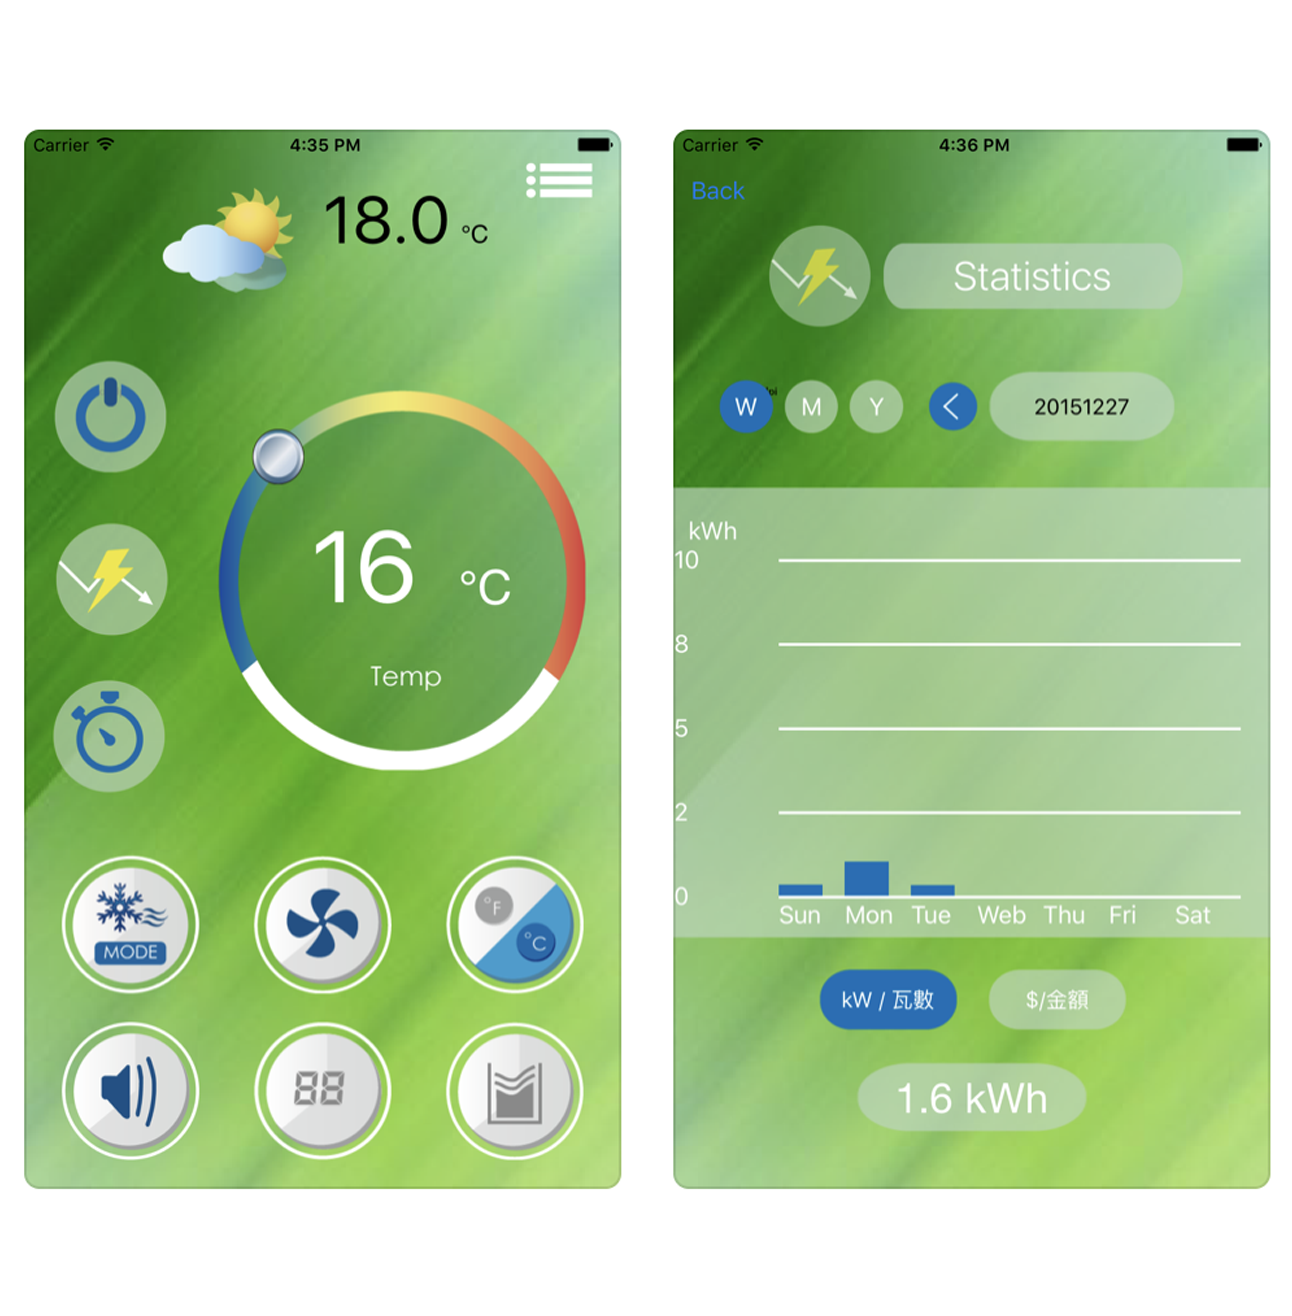 Carrier
4:35 PM
18.0 °C
16 °C
Temp
MODE
°F
°C
88
Carrier
4:36 PM
Back
Statistics
W
M
Y
20151227
kWh
10
8
5
2
0
Sun Mon Tue Web Thu Fri Sat
kW / 瓦數
$/金額
1.6 kWh